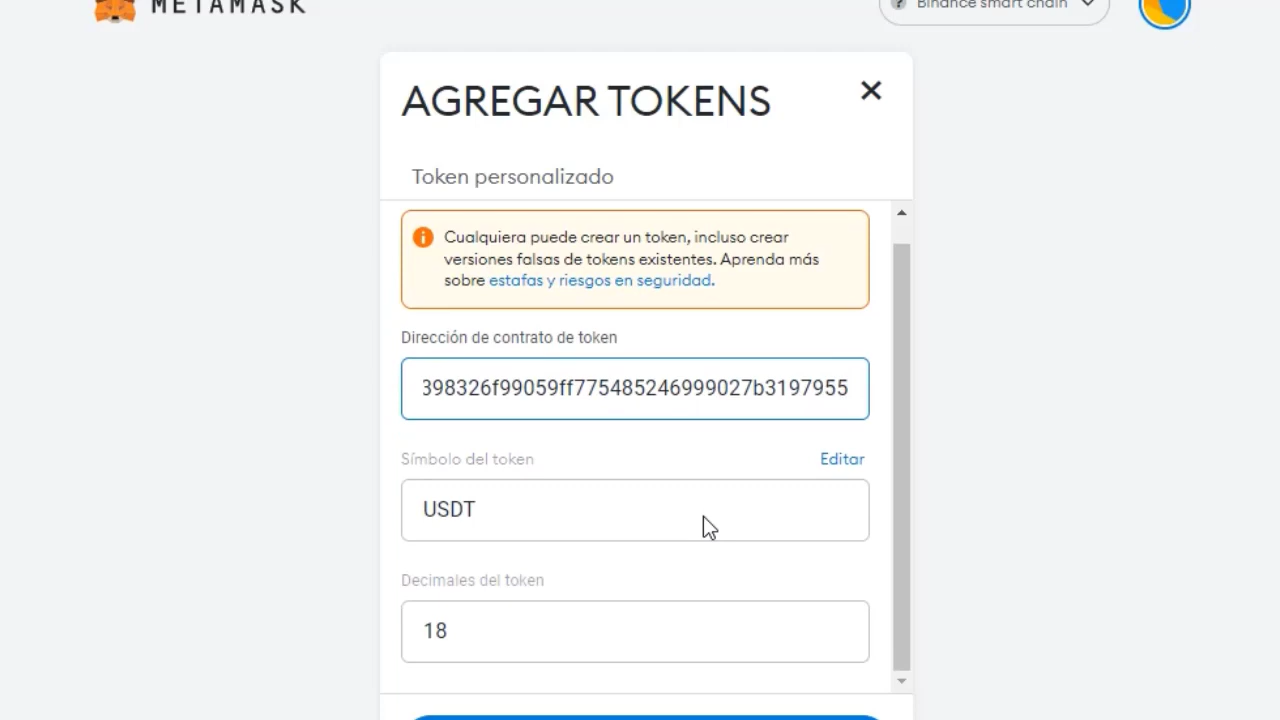 METAMASK
Binance smart chain
AGREGAR TOKENS
Token personalizado
Cualquiera puede crear un token, incluso crear
versiones falsas de tokens existentes. Aprenda más
sobre estafas y riesgos en seguridad.
Dirección de contrato de token
398326f99059ff775485246999027b3197955
Símbolo del token
Editar
USDT
Decimales del token
18